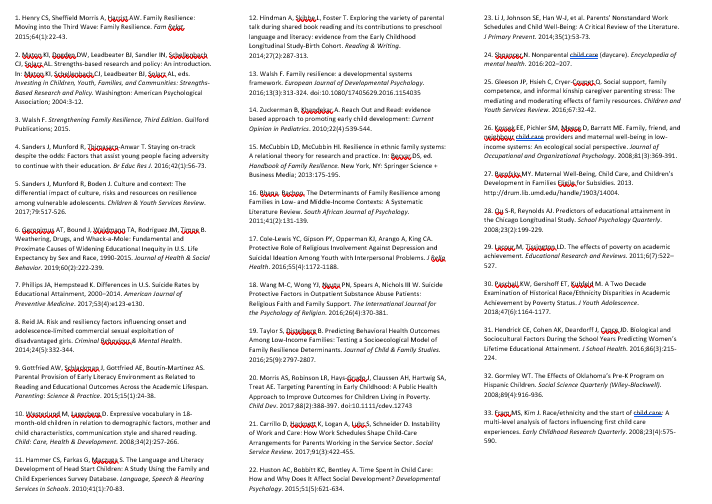 1. Henry CS, Sheffield Morris A, Harrist AW. Family Resilience:
Moving into the Third Wave: Family Resilience. Fam Relat.
2015;64(1):22-43.
2. Maton KI, Dodgen DW, Leadbeater BJ, Sandler IN, Schellenbach
CJ, Solarz AL. Strengths-based research and policy: An introduction.
In: Maton KI, Schellenbach CJ, Leadbeater BJ, Solarz AL, eds.
Investing in Children, Youth, Families, and Communities: Strengths-
Based Research and Policy. Washington: American Psychological
Association; 2004:3-12.
3. Walsh F. Strengthening Family Resilience, Third Edition. Guilford
Publications; 2015.
4. Sanders J, Munford R, Thimasarn-Anwar T. Staying on-track
despite the odds: Factors that assist young people facing adversity
to continue with their education. Br Educ Res J. 2016;42(1):56-73.
5. Sanders J, Munford R, Boden J. Culture and context: The
differential impact of culture, risks and resources on resilience
among vulnerable adolescents. Children & Youth Services Review.
2017;79:517-526.
6. Geronimus AT, Bound J, Waidmann TA, Rodriguez JM, Timpe B.
Weathering, Drugs, and Whack-a-Mole: Fundamental and
Proximate Causes of Widening Educational Inequity in U.S. Life
Expectancy by Sex and Race, 1990-2015. Journal of Health & Social
Behavior. 2019;60(2):222-239.
7. Phillips JA, Hempstead K. Differences in U.S. Suicide Rates by
Educational Attainment, 2000–2014. American Journal of
Preventive Medicine. 2017;53(4):e123-e130.
8. Reid JA. Risk and resiliency factors influencing onset and
adolescence-limited commercial sexual exploitation of
disadvantaged girls. Criminal Behaviour & Mental Health.
2014;24(5):332-344.
9. Gottfried AW, Schlackman J, Gottfried AE, Boutin-Martinez AS.
Parental Provision of Early Literacy Environment as Related to
Reading and Educational Outcomes Across the Academic Lifespan.
Parenting: Science & Practice. 2015;15(1):24-38.
10. Westerlund M, Lagerberg D. Expressive vocabulary in 18-
month-old children in relation to demographic factors, mother and
child characteristics, communication style and shared reading.
Child: Care, Health & Development. 2008;34(2):257-266.
11. Hammer CS, Farkas G, Maczuga S. The Language and Literacy
Development of Head Start Children: A Study Using the Family and
Child Experiences Survey Database. Language, Speech & Hearing
Services in Schools. 2010;41(1):70-83.
12. Hindman A, Skibbe L, Foster T. Exploring the variety of parental
talk during shared book reading and its contributions to preschool
language and literacy: evidence from the Early Childhood
Longitudinal Study-Birth Cohort. Reading & Writing.
2014;27(2):287-313.
13. Walsh F. Family resilience: a developmental systems
framework. European Journal of Developmental Psychology.
2016;13(3):313-324. doi:10.1080/17405629.2016.1154035
14. Zuckerman B, Khandekar A. Reach Out and Read: evidence
based approach to promoting early child development: Current
Opinion in Pediatrics. 2010;22(4):539-544.
15. McCubbin LD, McCubbin HI. Resilience in ethnic family systems:
A relational theory for research and practice. In: Becvar DS, ed.
Handbook of Family Resilience. New York, NY: Springer Science +
Business Media; 2013:175-195.
16. Bhana, Bachoo. The Determinants of Family Resilience among
Families in Low- and Middle-Income Contexts: A Systematic
Literature Review. South African Journal of Psychology.
2011;41(2):131-139.
17. Cole-Lewis YC, Gipson PY, Opperman KJ, Arango A, King CA.
Protective Role of Religious Involvement Against Depression and
Suicidal Ideation Among Youth with Interpersonal Problems. J Relig
Health. 2016;55(4):1172-1188.
18. Wang M-C, Wong YJ, Nyutu PN, Spears A, Nichols III W. Suicide
Protective Factors in Outpatient Substance Abuse Patients:
Religious Faith and Family Support. The International Journal for
the Psychology of Religion. 2016;26(4):370-381.
19. Taylor S, Distelberg B. Predicting Behavioral Health Outcomes
Among Low-Income Families: Testing a Socioecological Model of
Family Resilience Determinants. Journal of Child & Family Studies.
2016;25(9):2797-2807.
20. Morris AS, Robinson LR, Hays-Grudo J, Claussen AH, Hartwig SA,
Treat AE. Targeting Parenting in Early Childhood: A Public Health
Approach to Improve Outcomes for Children Living in Poverty.
Child Dev. 2017;88(2):388-397. doi:10.1111/cdev.12743
21. Carrillo D, Harknett K, Logan A, Luhr S, Schneider D. Instability
of Work and Care: How Work Schedules Shape Child-Care
Arrangements for Parents Working in the Service Sector. Social
Service Review. 2017;91(3):422-455.
22. Huston AC, Bobbitt KC, Bentley A. Time Spent in Child Care:
How and Why Does It Affect Social Development? Developmental
Psychology. 2015;51(5):621-634.
23. Li J, Johnson SE, Han W-J, et al. Parents' Nonstandard Work
Schedules and Child Well-Being: A Critical Review of the Literature.
J Primary Prevent. 2014;35(1):53-73.
24. Shpancer N. Nonparental child care (daycare). Encyclopedia of
mental health. 2016:202–207.
25. Gleeson JP, Hsieh C, Cryer-Coupet Q. Social support, family
competence, and informal kinship caregiver parenting stress: The
mediating and moderating effects of family resources. Children and
Youth Services Review. 2016;67:32-42.
26. Kossek EE, Pichler SM, Meece D, Barratt ME. Family, friend, and
neighbour child care providers and maternal well-being in low-
income systems: An ecological social perspective. Journal of
Occupational and Organizational Psychology. 2008;81(3):369-391.
27. Banofsky MY. Maternal Well-Being, Child Care, and Children's
Development in Families Eligible for Subsidies. 2013.
http://drum.lib.umd.edu/handle/1903/14004.
28. Ou S-R, Reynolds AJ. Predictors of educational attainment in
the Chicago Longitudinal Study. School Psychology Quarterly.
2008;23(2):199-229.
29. Lacour M, Tissington LD. The effects of poverty on academic
achievement. Educational Research and Reviews. 2011;6(7):522–
527.
30. Paschall KW, Gershoff ET, Kuhfeld M. A Two Decade
Examination of Historical Race/Ethnicity Disparities in Academic
Achievement by Poverty Status. J Youth Adolescence.
2018;47(6):1164-1177.
31. Hendrick CE, Cohen AK, Deardorff J, Cance JD. Biological and
Sociocultural Factors During the School Years Predicting Women's
Lifetime Educational Attainment. J School Health. 2016;86(3):215-
224.
32. Gormley WT. The Effects of Oklahoma's Pre-K Program on
Hispanic Children. Social Science Quarterly (Wiley-Blackwell).
2008;89(4):916-936.
33. Fram MS, Kim J. Race/ethnicity and the start of child care: A
multi-level analysis of factors influencing first child care
experiences. Early Childhood Research Quarterly. 2008;23(4):575-
590.